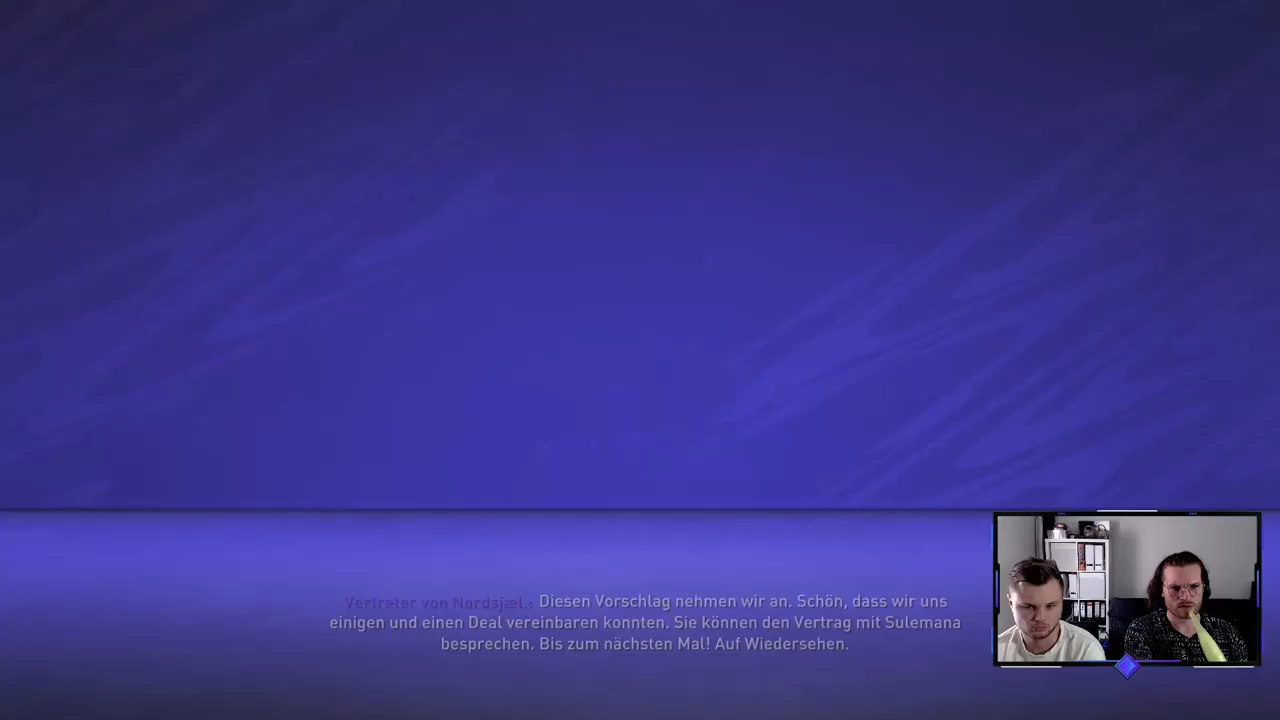 Vertreter von Nordsjæl.: Diesen Vorschlag nehmen wir an. Schön, dass wir uns
einigen und einen Deal vereinbaren konnten. Sie können den Vertrag mit Sulemana
besprechen. Bis zum nächsten Mal! Auf Wiedersehen.